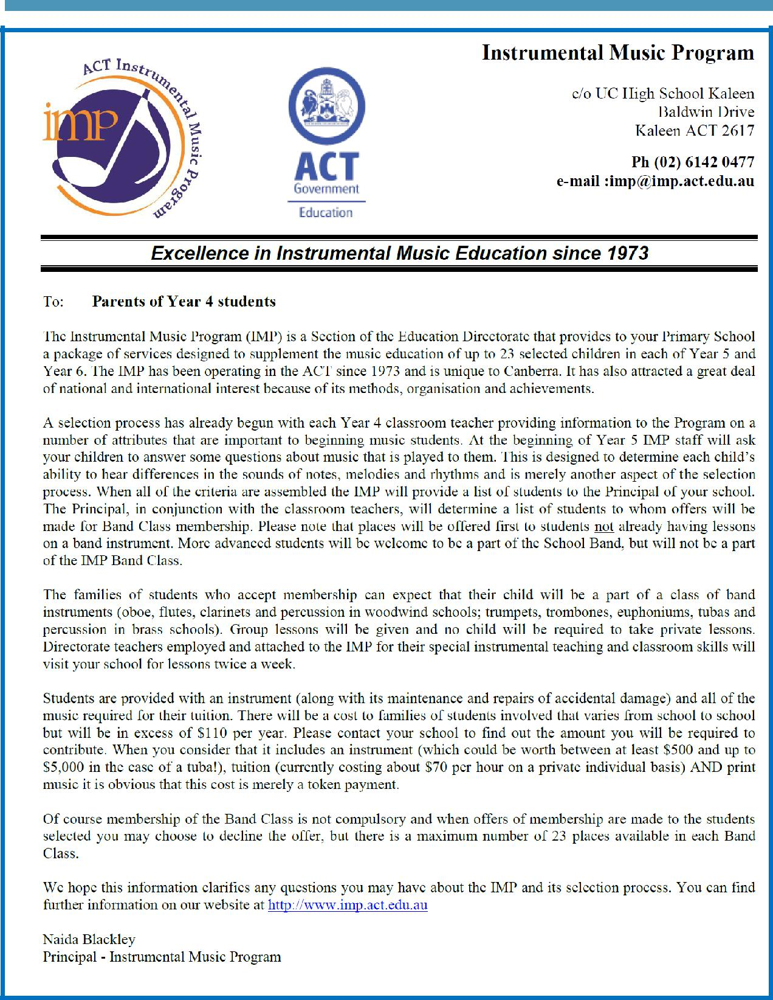 Instrumental Music Program
ACT Instrumental Music Program
imp
c/o UC High School Kaleen
Baldwin Drive
Kaleen ACT 2617
Ph (02) 6142 0477
e-mail :imp@imp.act.edu.au
ACT
Government
Education
Excellence in Instrumental Music Education since 1973
To: Parents of Year 4 students
The Instrumental Music Program (IMP) is a Section of the Education Directorate that provides to your Primary School
a package of services designed to supplement the music education of up to 23 selected children in each of Year 5 and
Year 6. The IMP has been operating in the ACT since 1973 and is unique to Canberra. It has also attracted a great deal
of national and international interest because of its methods, organisation and achievements.
A selection process has already begun with each Year 4 classroom teacher providing information to the Program on a
number of attributes that are important to beginning music students. At the beginning of Year 5 IMP staff will ask
your children to answer some questions about music that is played to them. This is designed to determine each child's
ability to hear differences in the sounds of notes, melodies and rhythms and is merely another aspect of the selection
process. When all of the criteria are assembled the IMP will provide a list of students to the Principal of your school.
The Principal, in conjunction with the classroom teachers, will determine a list of students to whom offers will be
made for Band Class membership. Please note that places will be offered first to students not already having lessons
on a band instrument. More advanced students will be welcome to be a part of the School Band, but will not be a part
of the IMP Band Class.
The families of students who accept membership can expect that their child will be a part of a class of band
instruments (oboe, flutes, clarinets and percussion in woodwind schools; trumpets, trombones, euphoniums, tubas and
percussion in brass schools). Group lessons will be given and no child will be required to take private lessons.
Directorate teachers employed and attached to the IMP for their special instrumental teaching and classroom skills will
visit your school for lessons twice a week.
Students are provided with an instrument (along with its maintenance and repairs of accidental damage) and all of the
music required for their tuition. There will be a cost to families of students involved that varies from school to school
but will be in excess of $110 per year. Please contact your school to find out the amount you will be required to
contribute. When you consider that it includes an instrument (which could be worth between at least $500 and up to
$5,000 in the case of a tuba!), tuition (currently costing about $70 per hour on a private individual basis) AND print
music it is obvious that this cost is merely a token payment.
Of course membership of the Band Class is not compulsory and when offers of membership are made to the students
selected you may choose to decline the offer, but there is a maximum number of 23 places available in each Band
Class.
We hope this information clarifies any questions you may have about the IMP and its selection process. You can find
further information on our website at http://www.imp.act.edu.au
Naida Blackley
Principal - Instrumental Music Program